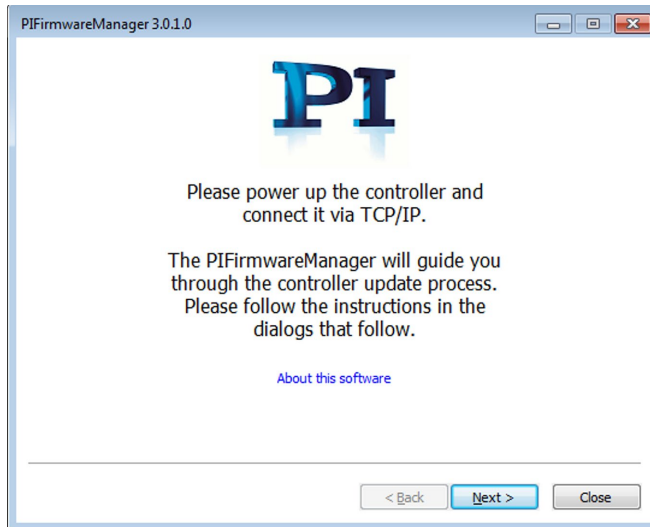 PIFirmwareManager 3.0.1.0
PI
Please power up the controller and
connect it via TCP/IP.
The PIFirmwareManager will guide you
through the controller update process.
Please follow the instructions in the
dialogs that follow.
About this software
< Back
Next >
Close